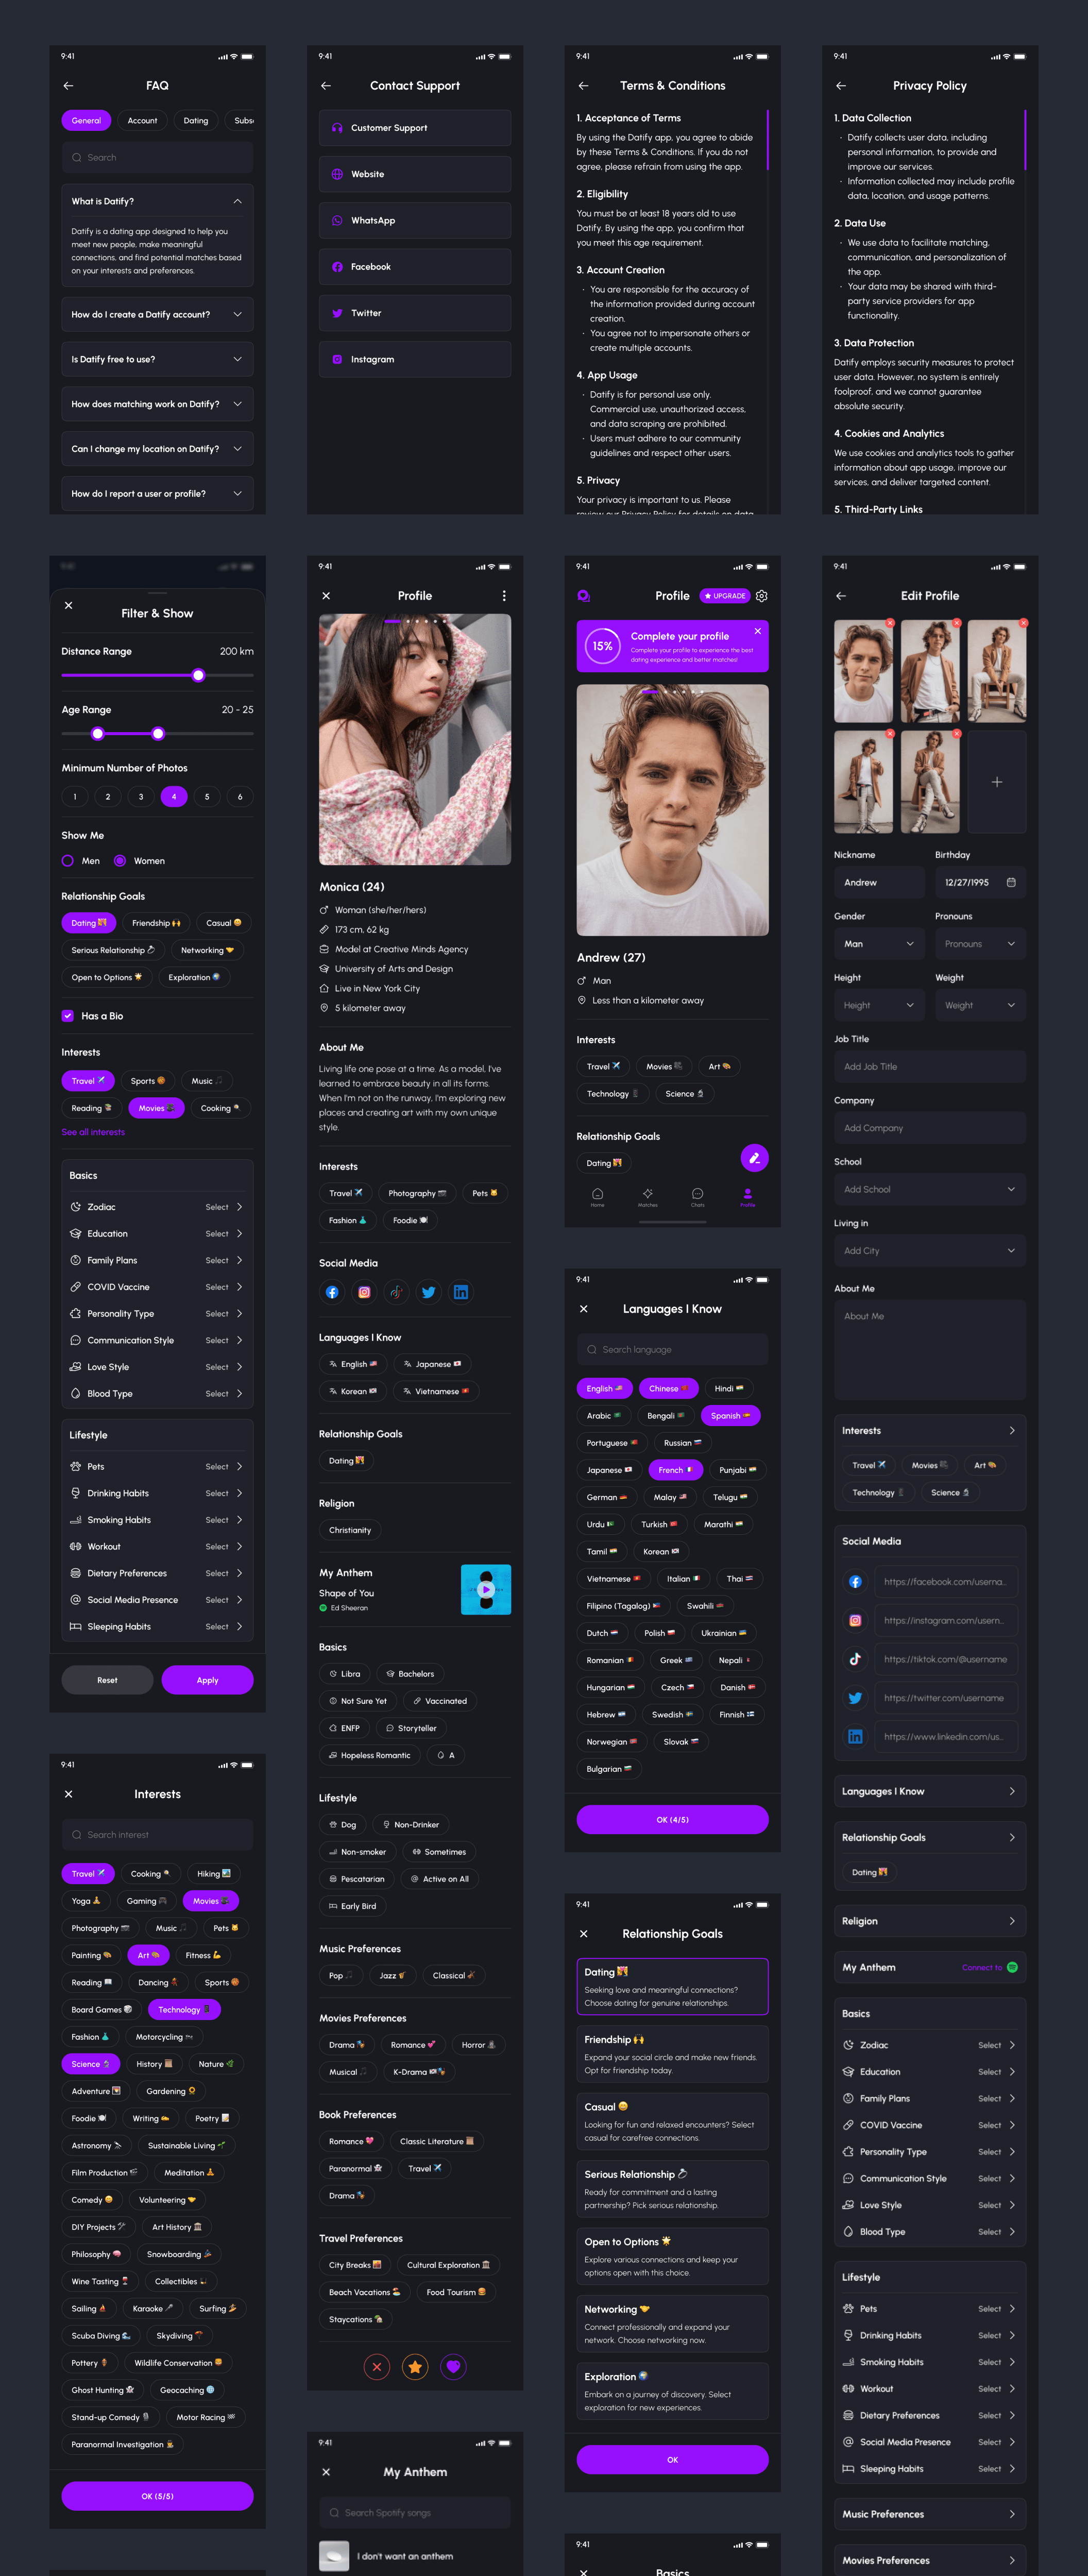 9:41
FAQ
General
Account
Dating
Subs
Search
What is Datify?
Datify is a dating app designed to help you
meet new people, make meaningful
connections, and find potential matches based
on your interests and preferences.
How do I create a Datify account?
Is Datify free to use?
How does matching work on Datify?
Can I change my location on Datify?
How do I report a user or profile?
9:41
Contact Support
Customer Support
Website
WhatsApp
Facebook
Twitter
Instagram
9:41
Terms & Conditions
1. Acceptance of Terms
By using the Datify app, you agree to abide
by these Terms & Conditions. If you do not
agree, please refrain from using the app.
2. Eligibility
You must be at least 18 years old to use
Datify. By using the app, you confirm that
you meet this age requirement.
3. Account Creation
· You are responsible for the accuracy of
the information provided during account
creation.
· You agree not to impersonate others or
create multiple accounts.
4. App Usage
· Datify is for personal use only.
Commercial use, unauthorized access,
and data scraping are prohibited.
· Users must adhere to our community
guidelines and respect other users.
5. Privacy
Your privacy is important to us. Please
review our Privacy Policy for details on data
9:41
Privacy Policy
1. Data Collection
· Datify collects user data, including
personal information, to provide and
improve our services.
· Information collected may include profile
data, location, and usage patterns.
2. Data Use
· We use data to facilitate matching,
communication, and personalization of
the app.
· Your data may be shared with third-
party service providers for app
functionality.
3. Data Protection
Datify employs security measures to protect
user data. However, no system is entirely
foolproof, and we cannot guarantee
absolute security.
4. Cookies and Analytics
We use cookies and analytics tools to gather
information about app usage, improve our
services, and deliver targeted content.
5. Third-Party Links
Filter & Show
Distance Range 200 km
Age Range 20 - 25
Minimum Number of Photos
1 2 3 4 5 6
Show Me
Men Women
Relationship Goals
Dating Friendship Casual
Serious Relationship Networking
Open to Options Exploration
Has a Bio
Interests
Travel Sports Music
Reading Movies Cooking
See all interests
Basics
Zodiac Select
Education Select
Family Plans Select
COVID Vaccine Select
Personality Type Select
Communication Style Select
Love Style Select
Blood Type Select
Lifestyle
Pets Select
Drinking Habits Select
Smoking Habits Select
Workout Select
Dietary Preferences Select
Social Media Presence Select
Sleeping Habits Select
Reset Apply
9:41
Interests
Search interest
Travel Cooking Hiking
Yoga Gaming Movies
Photography Music Pets
Painting Art Fitness
Reading Dancing Sports
Board Games Technology
Fashion Motorcycling
Science History Nature
Adventure Gardening
Foodie Writing Poetry
Astronomy Sustainable Living
Film Production Meditation
Comedy Volunteering
DIY Projects Art History
Philosophy Snowboarding
Wine Tasting Collectibles
Sailing Karaoke Surfing
Scuba Diving Skydiving
Pottery Wildlife Conservation
Ghost Hunting Geocaching
Stand-up Comedy Motor Racing
Paranormal Investigation
OK (5/5)
9:41
Profile
Monica (24)
Woman (she/her/hers)
173 cm, 62 kg
Model at Creative Minds Agency
University of Arts and Design
Live in New York City
5 kilometer away
About Me
Living life one pose at a time. As a model, I've
learned to embrace beauty in all its forms.
When I'm not on the runway, I'm exploring new
places and creating art with my own unique
style.
Interests
Travel Photography Pets
Fashion Foodie
Social Media
Languages I Know
English Japanese
Korean Vietnamese
Relationship Goals
Dating
Religion
Christianity
My Anthem
Shape of You
Ed Sheeran
Basics
Libra Bachelors
Not Sure Yet Vaccinated
ENFP Storyteller
Hopeless Romantic A
Lifestyle
Dog Non-Drinker
Non-smoker Sometimes
Pescatarian Active on All
Early Bird
Music Preferences
Pop Jazz Classical
Movies Preferences
Drama Romance Horror
Musical K-Drama
Book Preferences
Romance Classic Literature
Paranormal Travel
Drama
Travel Preferences
City Breaks Cultural Exploration
Beach Vacations Food Tourism
Staycations
9:41
My Anthem
Search Spotify songs
I don't want an anthem
9:41
Profile UPGRADE
15%
Complete your profile
Complete your profile to experience the best
dating experience and better matches!
Andrew (27)
Man
Less than a kilometer away
Interests
Travel Movies Art
Technology Science
Relationship Goals
Dating
Home Matches Chats Profile
9:41
Languages I Know
Search language
English Chinese Hindi
Arabic Bengali Spanish
Portuguese Russian
Japanese French Punjabi
German Malay Telugu
Urdu Turkish Marathi
Tamil Korean
Vietnamese Italian Thai
Filipino (Tagalog) Swahili
Dutch Polish Ukrainian
Romanian Greek Nepali
Hungarian Czech Danish
Hebrew Swedish Finnish
Norwegian Slovak
Bulgarian
OK (4/5)
9:41
Relationship Goals
Dating
Seeking love and meaningful connections?
Choose dating for genuine relationships.
Friendship
Expand your social circle and make new friends.
Opt for friendship today.
Casual
Looking for fun and relaxed encounters? Select
casual for carefree connections.
Serious Relationship
Ready for commitment and a lasting
partnership? Pick serious relationship.
Open to Options
Explore various connections and keep your
options open with this choice.
Networking
Connect professionally and expand your
network. Choose networking now.
Exploration
Embark on a journey of discovery. Select
exploration for new experiences.
OK
9:41
Basics
9:41
Edit Profile
Nickname Birthday
Andrew 12/27/1995
Gender Pronouns
Man Pronouns
Height Weight
Height Weight
Job Title
Add Job Title
Company
Add Company
School
Add School
Living in
Add City
About Me
About Me
Interests
Travel Movies Art
Technology Science
Social Media
https://facebook.com/userna...
https://instagram.com/usern...
https://tiktok.com/@username
https://twitter.com/username
https://www.linkedin.com/us...
Languages I Know
Relationship Goals
Dating
Religion
My Anthem Connect to
Basics
Zodiac Select
Education Select
Family Plans Select
COVID Vaccine Select
Personality Type Select
Communication Style Select
Love Style Select
Blood Type Select
Lifestyle
Pets Select
Drinking Habits Select
Smoking Habits Select
Workout Select
Dietary Preferences Select
Social Media Presence Select
Sleeping Habits Select
Music Preferences
Movies Preferences